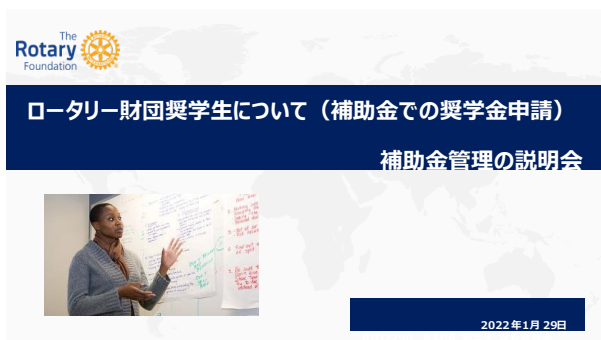 The
Rotary
Foundation
ロータリー財団奨学生について（補助金での奨学金申請）
補助金管理の説明会
2022年1月 29日